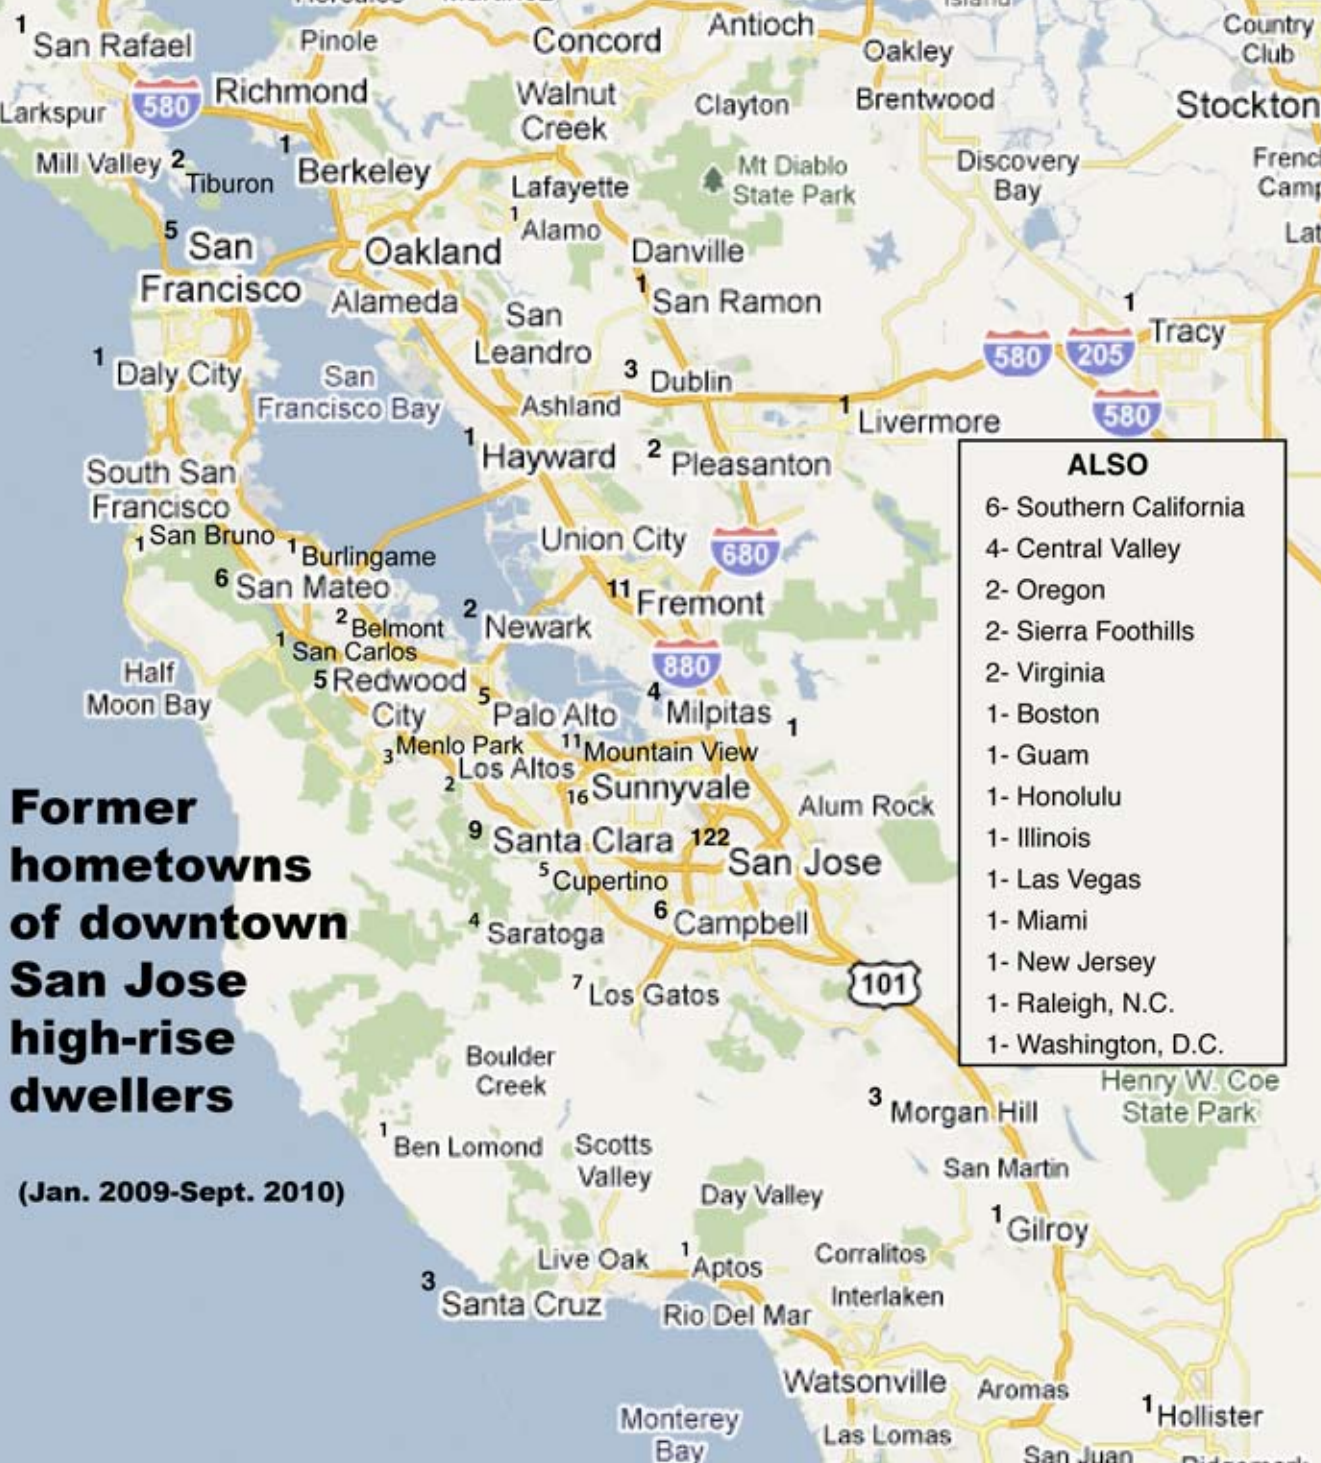 1
San Rafael
Pinole
Concord
Antioch
Oakley
Country
Club
580
Richmond
Larkspur
Walnut
Creek
Clayton
Brentwood
Stockton
Mill Valley
2
Tiburon
1
Berkeley
Lafayette
Mt Diablo
State Park
Discovery
Bay
5
San
Francisco
Oakland
1
Alamo
Danville
Alameda
San
Leandro
1
San Ramon
1
Tracy
580
205
580
1
Daly City
San
Francisco Bay
3
Dublin
Ashland
1
Livermore
1
Hayward
2
Pleasanton
South San
Francisco
1
San Bruno
1
Burlingame
Union City
680
6
San Mateo
11
Fremont
2
Belmont
2
Newark
1
San Carlos
880
Half
Moon Bay
5
Redwood
City
5
Palo Alto
4
Milpitas
1
3
Menlo Park
11
Mountain View
2
Los Altos
16
Sunnyvale
Alum Rock
9
Santa Clara
122
San Jose
5
Cupertino
6
Campbell
4
Saratoga
7
Los Gatos
101
ALSO
6- Southern California
4- Central Valley
2- Oregon
2- Sierra Foothills
2- Virginia
1- Boston
1- Guam
1- Honolulu
1- Illinois
1- Las Vegas
1- Miami
1- New Jersey
1- Raleigh, N.C.
1- Washington, D.C.
Former
hometowns
of downtown
San Jose
high-rise
dwellers
(Jan. 2009-Sept. 2010)
Boulder
Creek
Henry W. Coe
State Park
3
Morgan Hill
1
Ben Lomond
Scotts
Valley
San Martin
Day Valley
1
Gilroy
Live Oak
1
Aptos
Corralitos
Interlaken
3
Santa Cruz
Rio Del Mar
Watsonville
Aromas
1
Hollister
Monterey
Bay
Las Lomas
San Juan